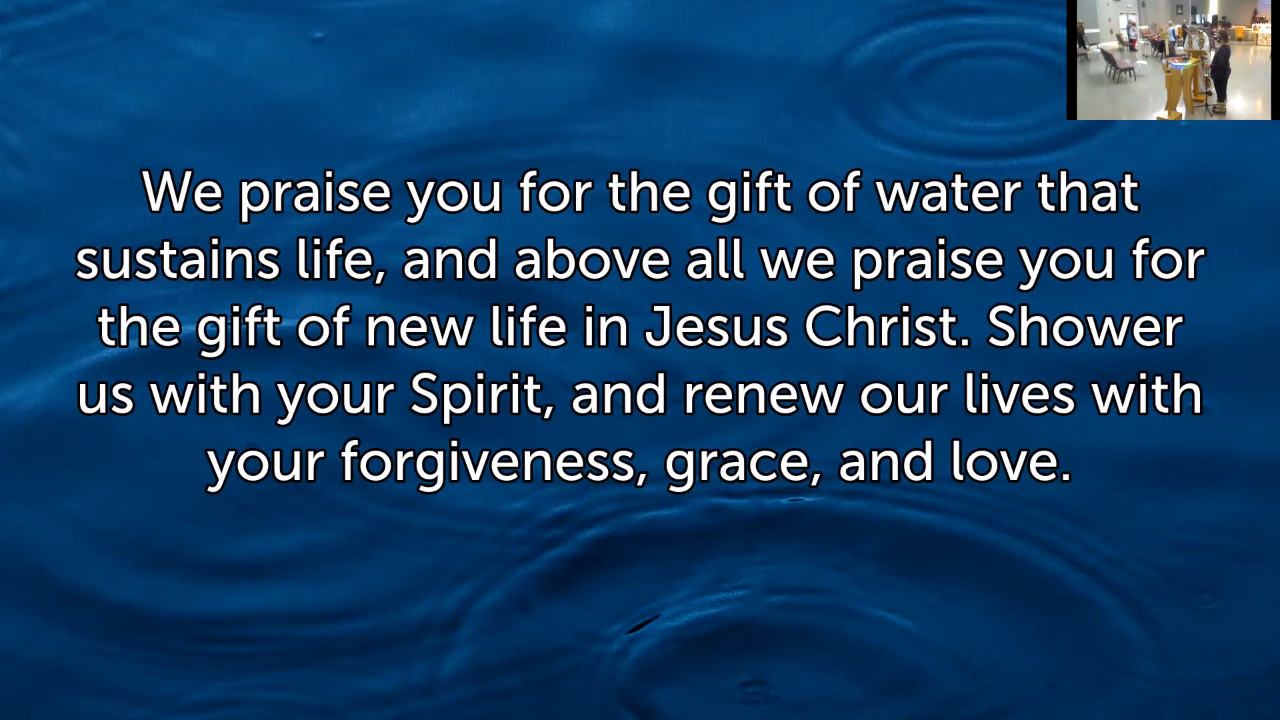 We praise you for the gift of water that
sustains life, and above all we praise you for
the gift of new life in Jesus Christ. Shower
us with your Spirit, and renew our lives with
your forgiveness, grace, and love.